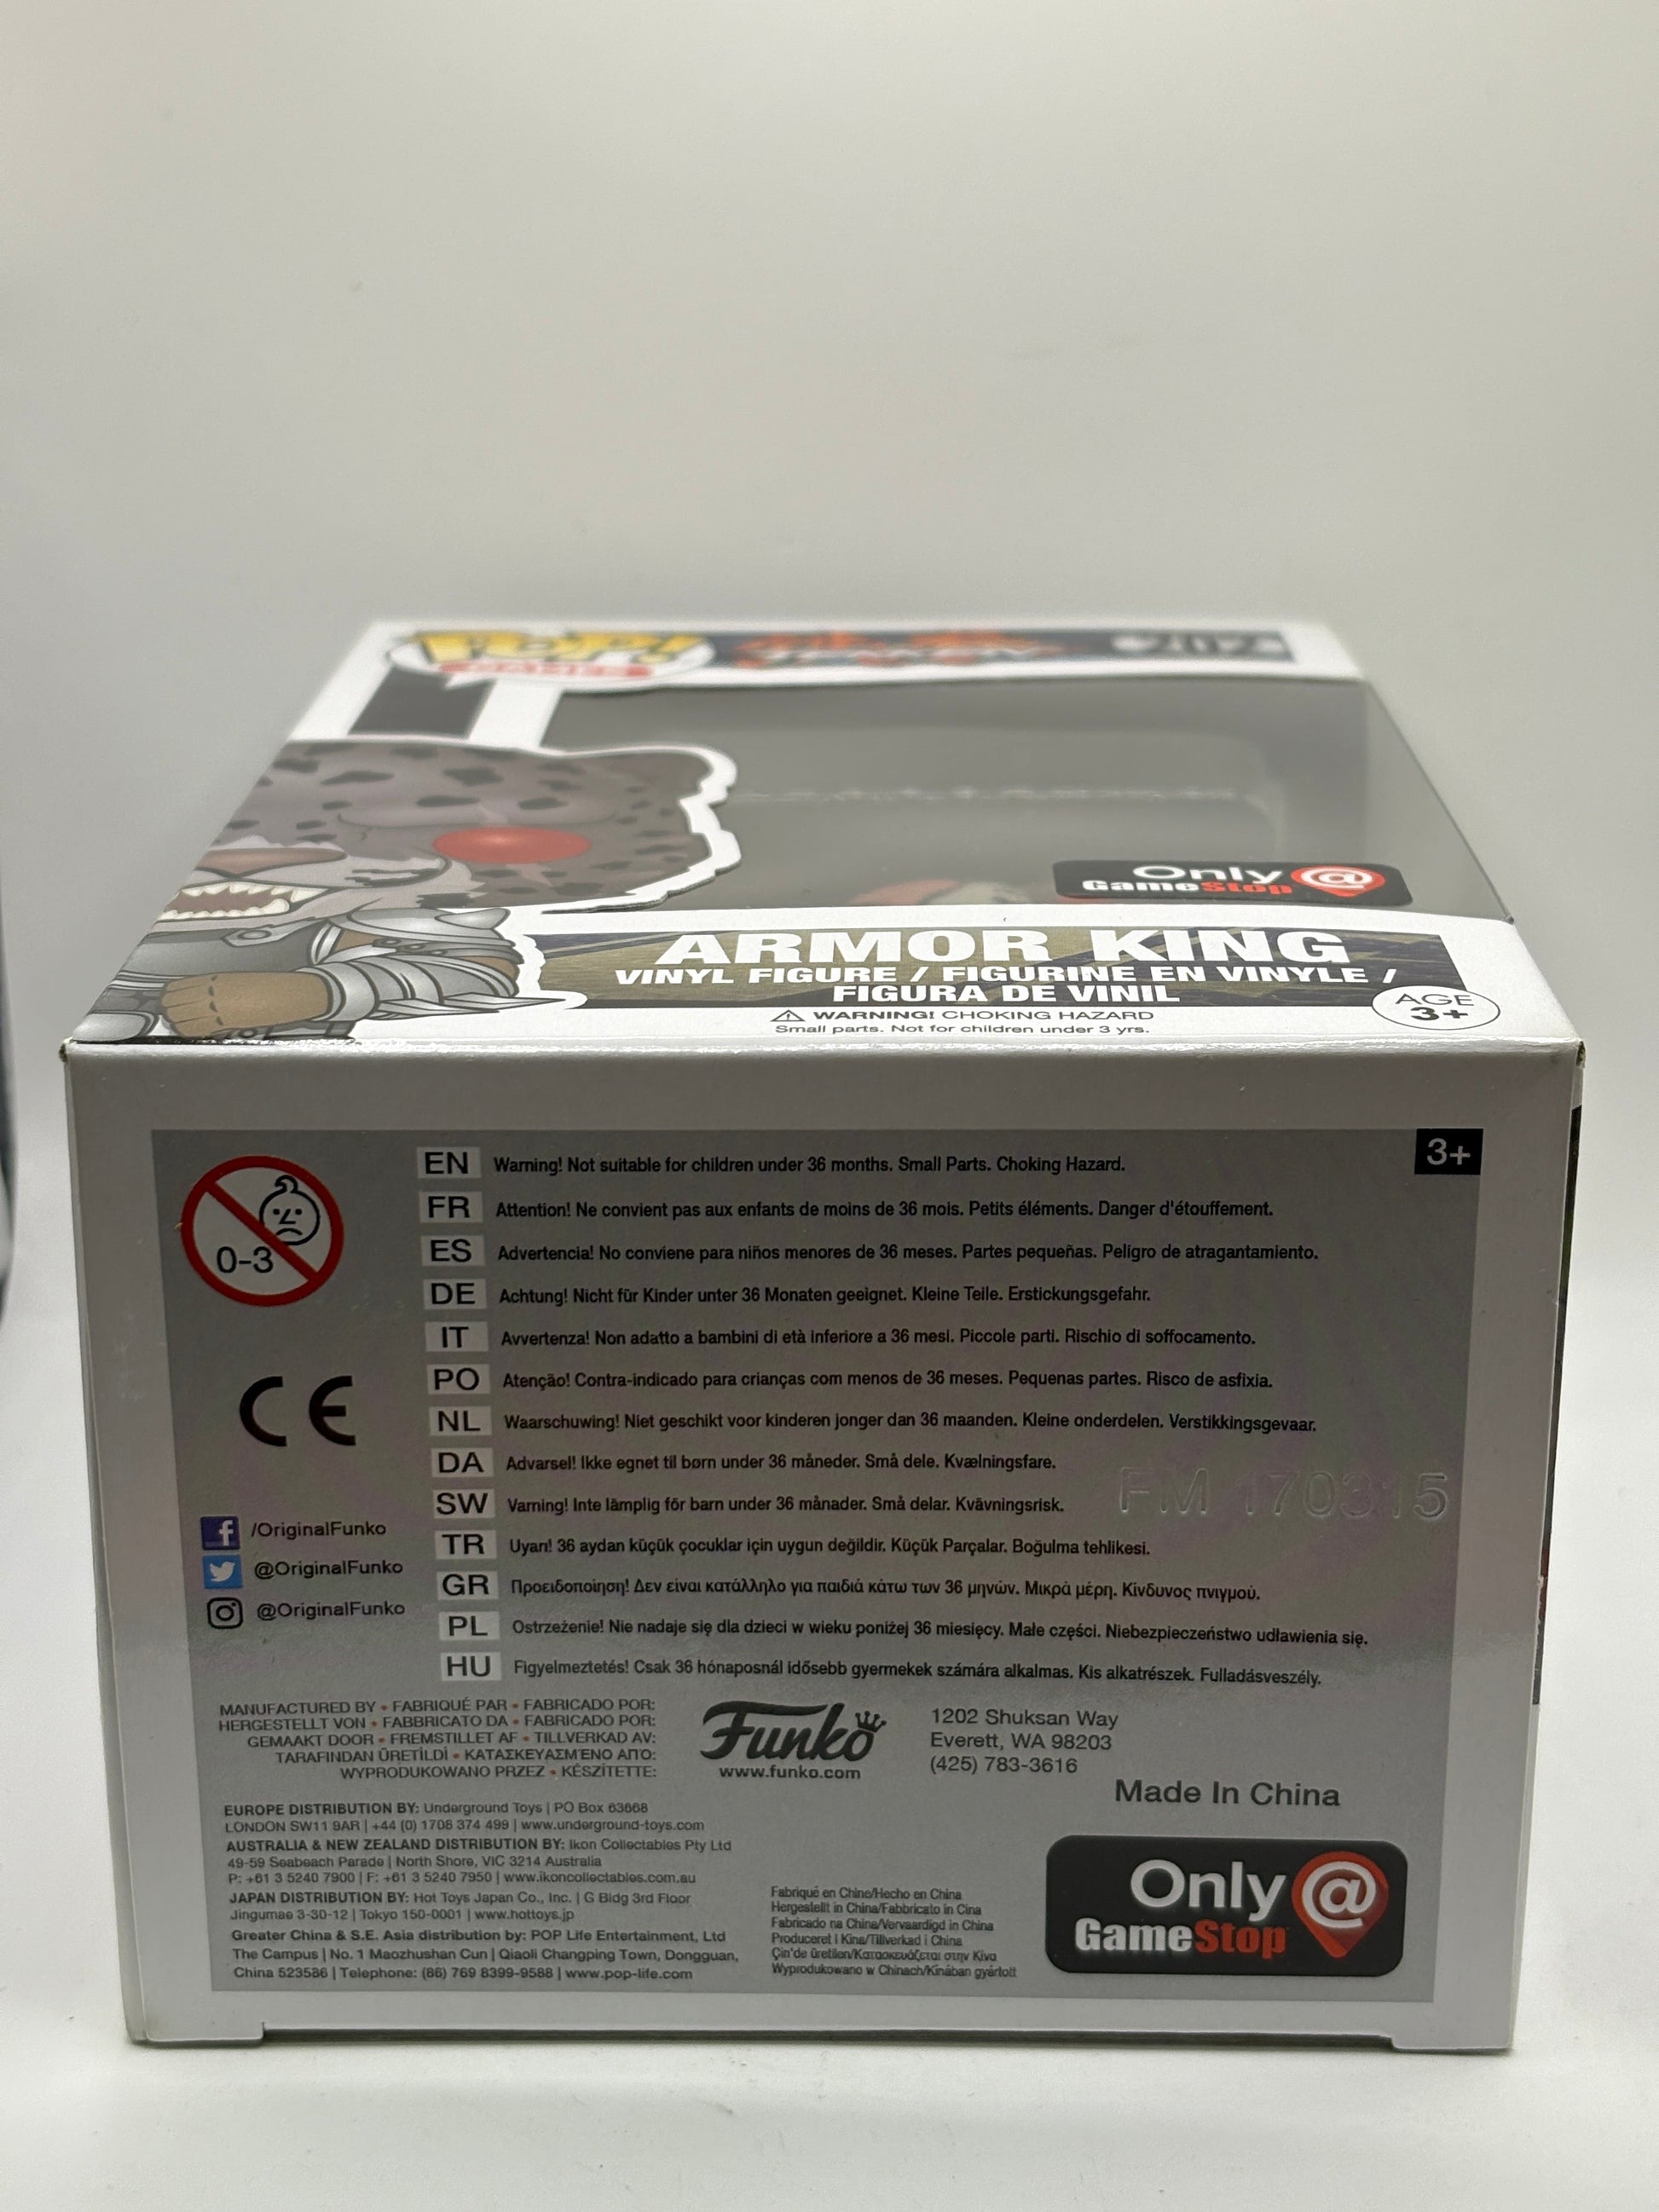 POP!
GAMES
TEKKEN
202
Only @
GameStop
ARMOR KING
VINYL FIGURE / FIGURINE EN VINYLE /
FIGURA DE VINIL
AGE
3+
⚠ WARNING! CHOKING HAZARD
Small parts. Not for children under 3 yrs.
3+
0-3
EN Warning! Not suitable for children under 36 months. Small Parts. Choking Hazard.
FR Attention! Ne convient pas aux enfants de moins de 36 mois. Petits éléments. Danger d'étouffement.
ES Advertencia! No conviene para niños menores de 36 meses. Partes pequeñas. Peligro de atragantamiento.
DE Achtung! Nicht für Kinder unter 36 Monaten geeignet. Kleine Teile. Erstickungsgefahr.
IT Avvertenza! Non adatto a bambini di età inferiore a 36 mesi. Piccole parti. Rischio di soffocamento.
PO Atenção! Contra-indicado para crianças com menos de 36 meses. Pequenas partes. Risco de asfixia.
NL Waarschuwing! Niet geschikt voor kinderen jonger dan 36 maanden. Kleine onderdelen. Verstikkingsgevaar.
DA Advarsel! Ikke egnet til børn under 36 måneder. Små dele. Kvælningsfare.
SW Varning! Inte lämplig för barn under 36 månader. Små delar. Kvävningsrisk.
TR Uyarı! 36 aydan küçük çocuklar için uygun değildir. Küçük Parçalar. Boğulma tehlikesi.
GR Προειδοποίηση! Δεν είναι κατάλληλο για παιδιά κάτω των 36 μηνών. Μικρά μέρη. Κίνδυνος πνιγμού.
PL Ostrzeżenie! Nie nadaje się dla dzieci w wieku poniżej 36 miesięcy. Małe części. Niebezpieczeństwo udławienia się.
HU Figyelmeztetés! Csak 36 hónaposnál idősebb gyermekek számára alkalmas. Kis alkatrészek. Fulladásveszély.
FM 170315
CE
/OriginalFunko
@OriginalFunko
@OriginalFunko
MANUFACTURED BY • FABRIQUÉ PAR • FABRICADO POR:
HERGESTELLT VON • FABBRICATO DA • FABRICADO POR:
GEMAAKT DOOR • FREMSTILLET AF • TILLVERKAD AV:
TARAFINDAN ÜRETİLDİ • ΚΑΤΑΣΚΕΥΑΣΜΈΝΟ ΑΠΌ:
WYPRODUKOWANO PRZEZ • KÉSZÍTETTE:
Funko
www.funko.com
1202 Shuksan Way
Everett, WA 98203
(425) 783-3616
Made In China
EUROPE DISTRIBUTION BY: Underground Toys | PO Box 63668
LONDON SW11 9AR | +44 (0) 1708 374 499 | www.underground-toys.com
AUSTRALIA & NEW ZEALAND DISTRIBUTION BY: Ikon Collectables Pty Ltd
49-59 Seabeach Parade | North Shore, VIC 3214 Australia
P: +61 3 5240 7900 | F: +61 3 5240 7950 | www.ikoncollectables.com.au
JAPAN DISTRIBUTION BY: Hot Toys Japan Co., Inc. | G Bldg 3rd Floor
Jingumae 3-30-12 | Tokyo 150-0001 | www.hottoys.jp
Greater China & S.E. Asia distribution by: POP Life Entertainment, Ltd
The Campus | No. 1 Maozhushan Cun | Qiaoli Changping Town, Dongguan,
China 523586 | Telephone: (86) 769 8399-9588 | www.pop-life.com
Fabriqué en Chine/Hecho en China
Hergestellt in China/Fabbricato in Cina
Fabricado na China/Vervaardigd in China
Produceret i Kina/Tillverkad i China
Çin'de üretilen/Κατασκευάζεται στην Κίνα
Wyprodukowano w Chinach/Kínában gyártott
Only @
GameStop